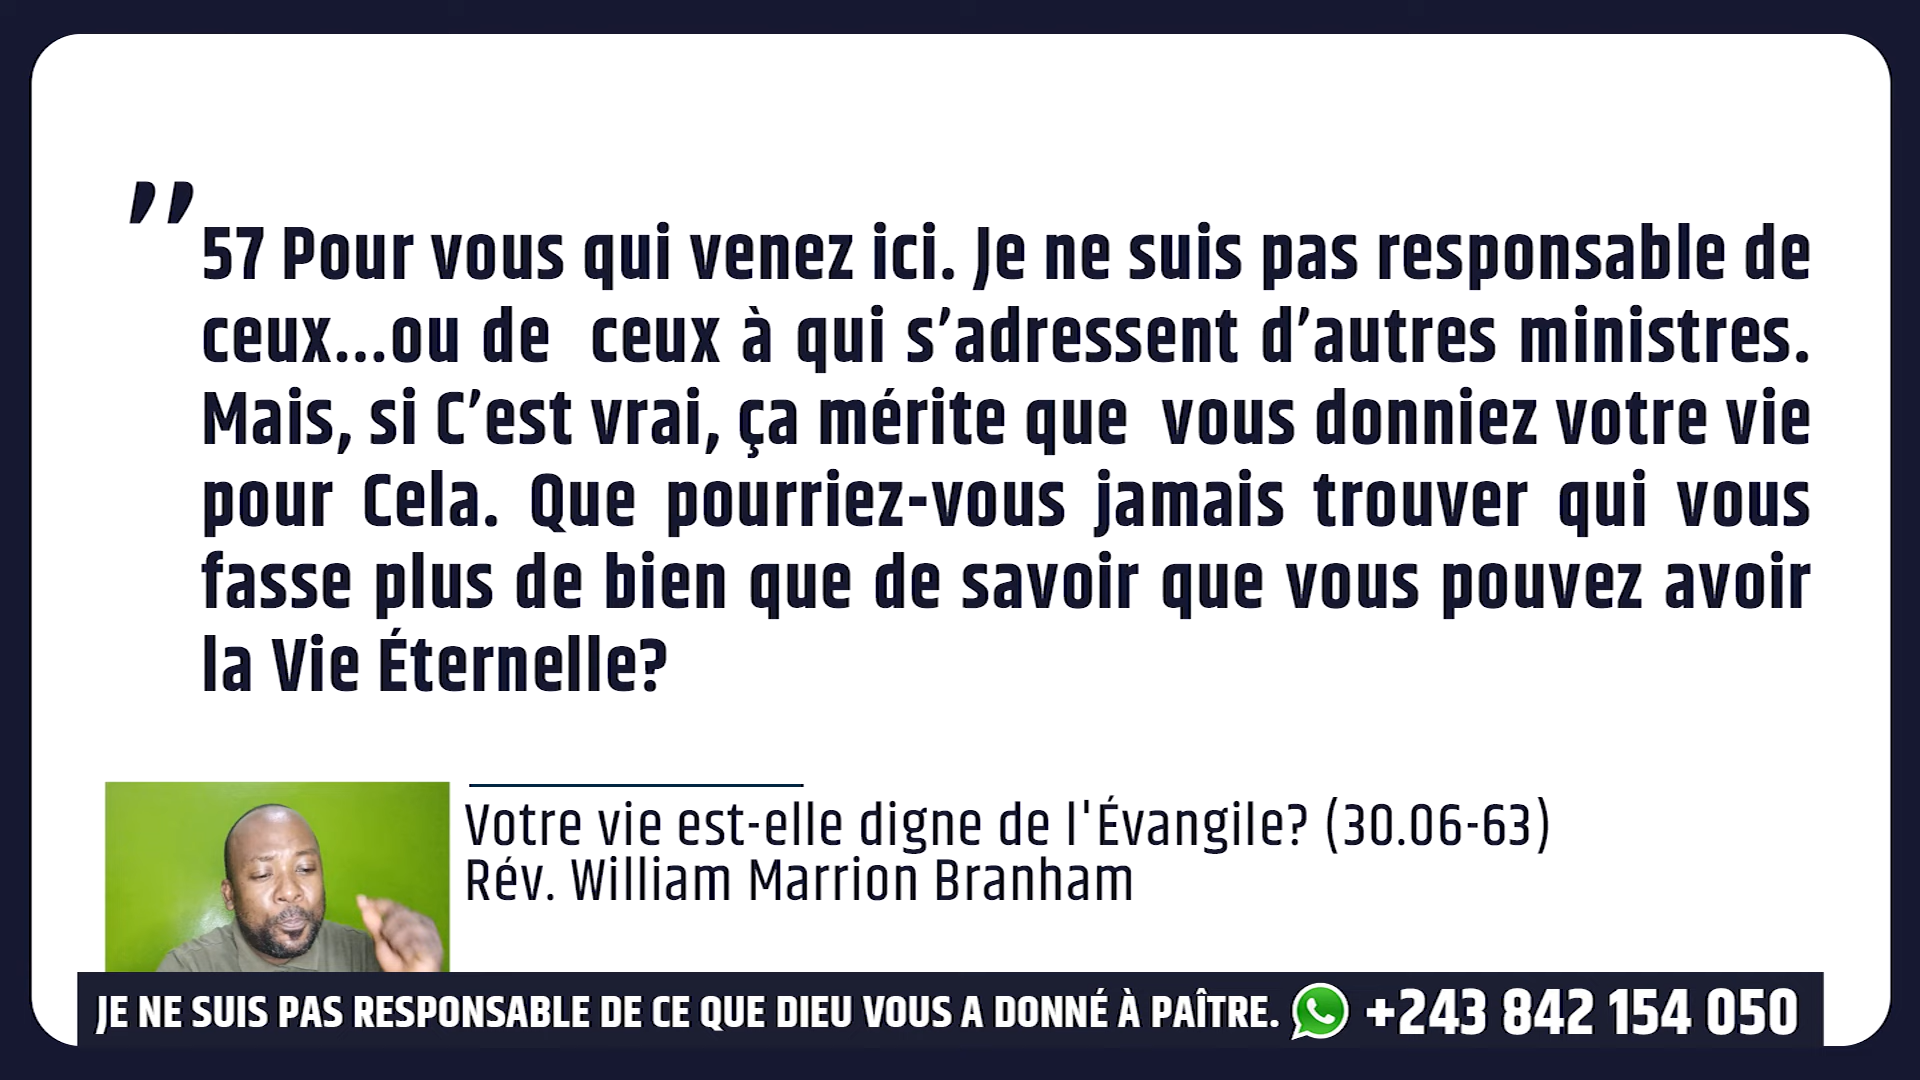 ”
57 Pour vous qui venez ici. Je ne suis pas responsable de
ceux...ou de  ceux à qui s’adressent d’autres ministres.
Mais, si C’est vrai, ça mérite que  vous donniez votre vie
pour Cela. Que pourriez-vous jamais trouver qui vous
fasse plus de bien que de savoir que vous pouvez avoir
la Vie Éternelle?
Votre vie est-elle digne de l'Évangile? (30.06-63)
Rév. William Marrion Branham
JE NE SUIS PAS RESPONSABLE DE CE QUE DIEU VOUS A DONNÉ À PAÎTRE. +243 842 154 050